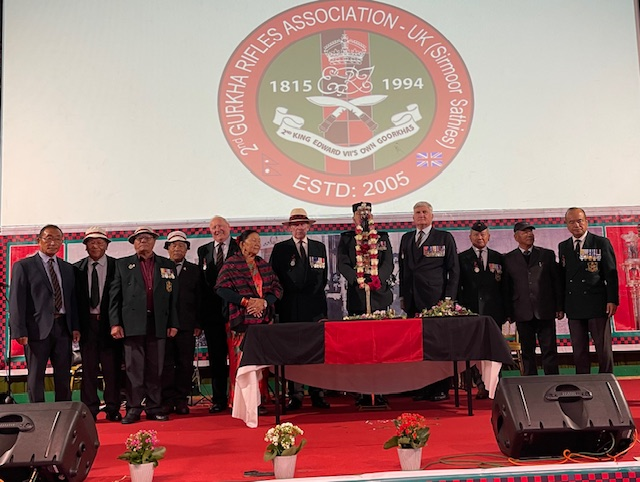 2nd GURKHA RIFLES ASSOCIATION - UK (Sirmoor Sathies)
1815 1994
2ND KING EDWARD VII'S OWN GOORKHAS
ESTD: 2005